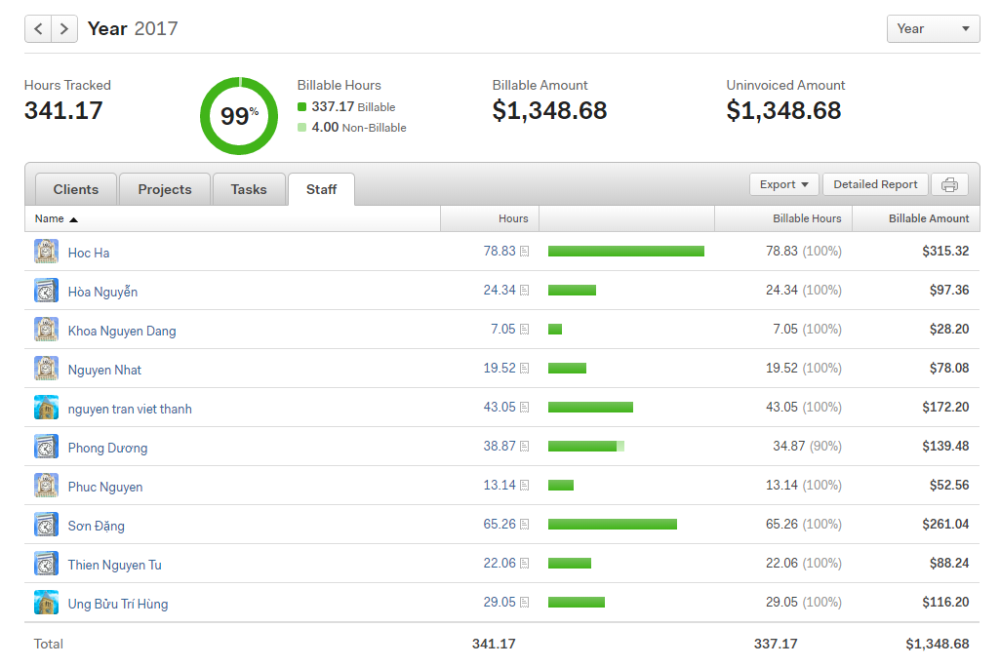 Year 2017
Year
Hours Tracked
341.17
99%
Billable Hours
337.17 Billable
4.00 Non-Billable
Billable Amount
$1,348.68
Uninvoiced Amount
$1,348.68
Clients Projects Tasks Staff
Export Detailed Report
Name Hours Billable Hours Billable Amount
Hoc Ha 78.83 78.83 (100%) $315.32
Hòa Nguyễn 24.34 24.34 (100%) $97.36
Khoa Nguyen Dang 7.05 7.05 (100%) $28.20
Nguyen Nhat 19.52 19.52 (100%) $78.08
nguyen tran viet thanh 43.05 43.05 (100%) $172.20
Phong Dương 38.87 34.87 (90%) $139.48
Phuc Nguyen 13.14 13.14 (100%) $52.56
Sơn Đặng 65.26 65.26 (100%) $261.04
Thien Nguyen Tu 22.06 22.06 (100%) $88.24
Ung Bửu Trí Hùng 29.05 29.05 (100%) $116.20
Total 341.17 337.17 $1,348.68